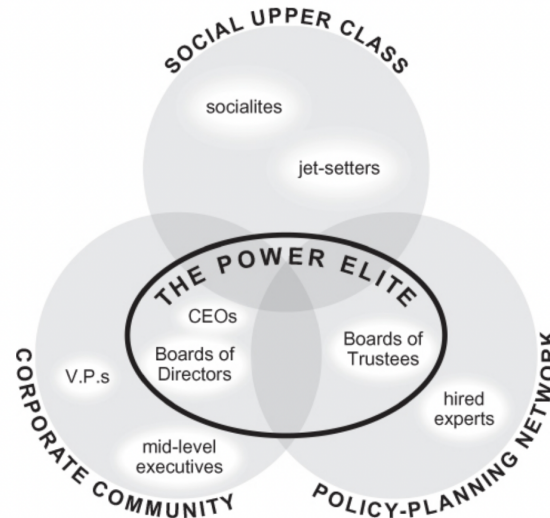 SOCIAL UPPER CLASS
socialites
jet-setters
THE POWER ELITE
CEOs
Boards of
Directors
Boards of
Trustees
V.P.s
hired
experts
mid-level
executives
CORPORATE COMMUNITY
POLICY-PLANNING NETWORK